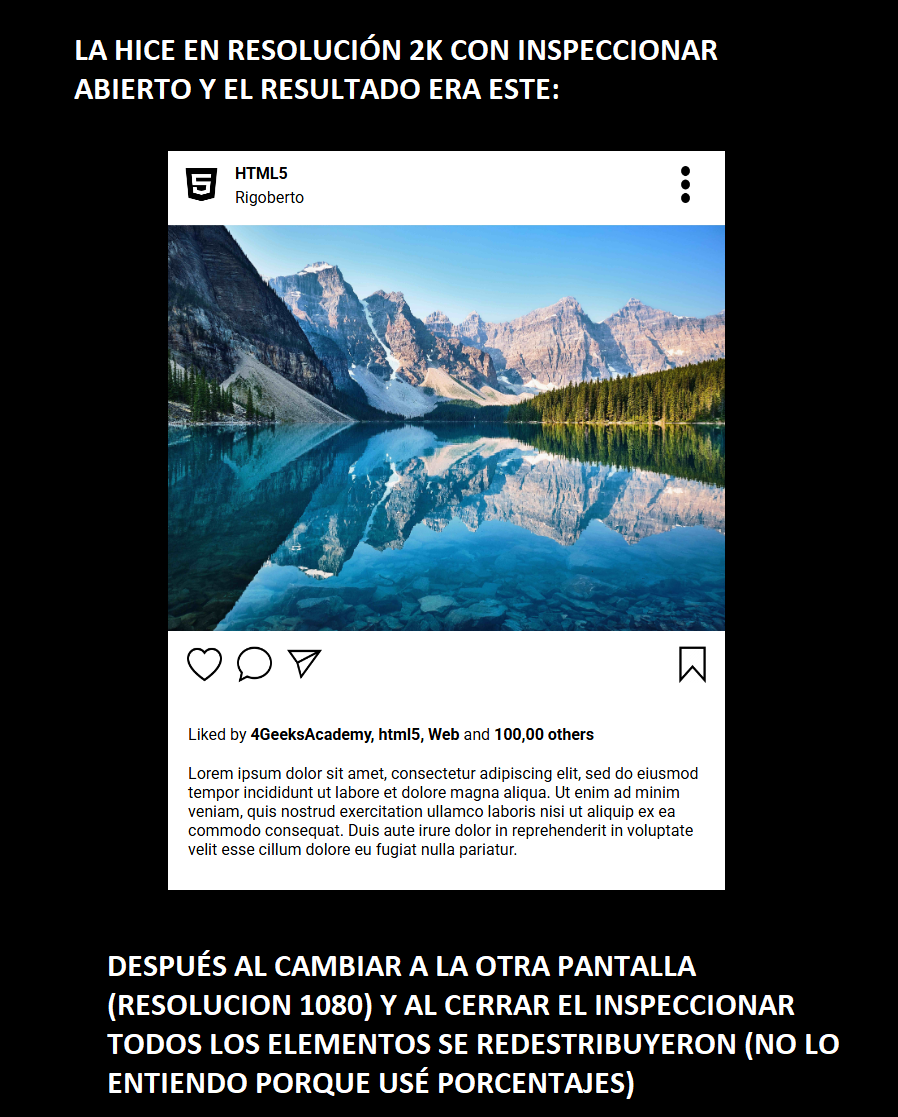 LA HICE EN RESOLUCIÓN 2K CON INSPECCIONAR
ABIERTO Y EL RESULTADO ERA ESTE:
HTML5
Rigoberto
Liked by 4GeeksAcademy, html5, Web and 100,00 others
Lorem ipsum dolor sit amet, consectetur adipiscing elit, sed do eiusmod
tempor incididunt ut labore et dolore magna aliqua. Ut enim ad minim
veniam, quis nostrud exercitation ullamco laboris nisi ut aliquip ex ea
commodo consequat. Duis aute irure dolor in reprehenderit in voluptate
velit esse cillum dolore eu fugiat nulla pariatur.
DESPUÉS AL CAMBIAR A LA OTRA PANTALLA
(RESOLUCION 1080) Y AL CERRAR EL INSPECCIONAR
TODOS LOS ELEMENTOS SE REDESTRIBUYERON (NO LO
ENTIENDO PORQUE USÉ PORCENTAJES)